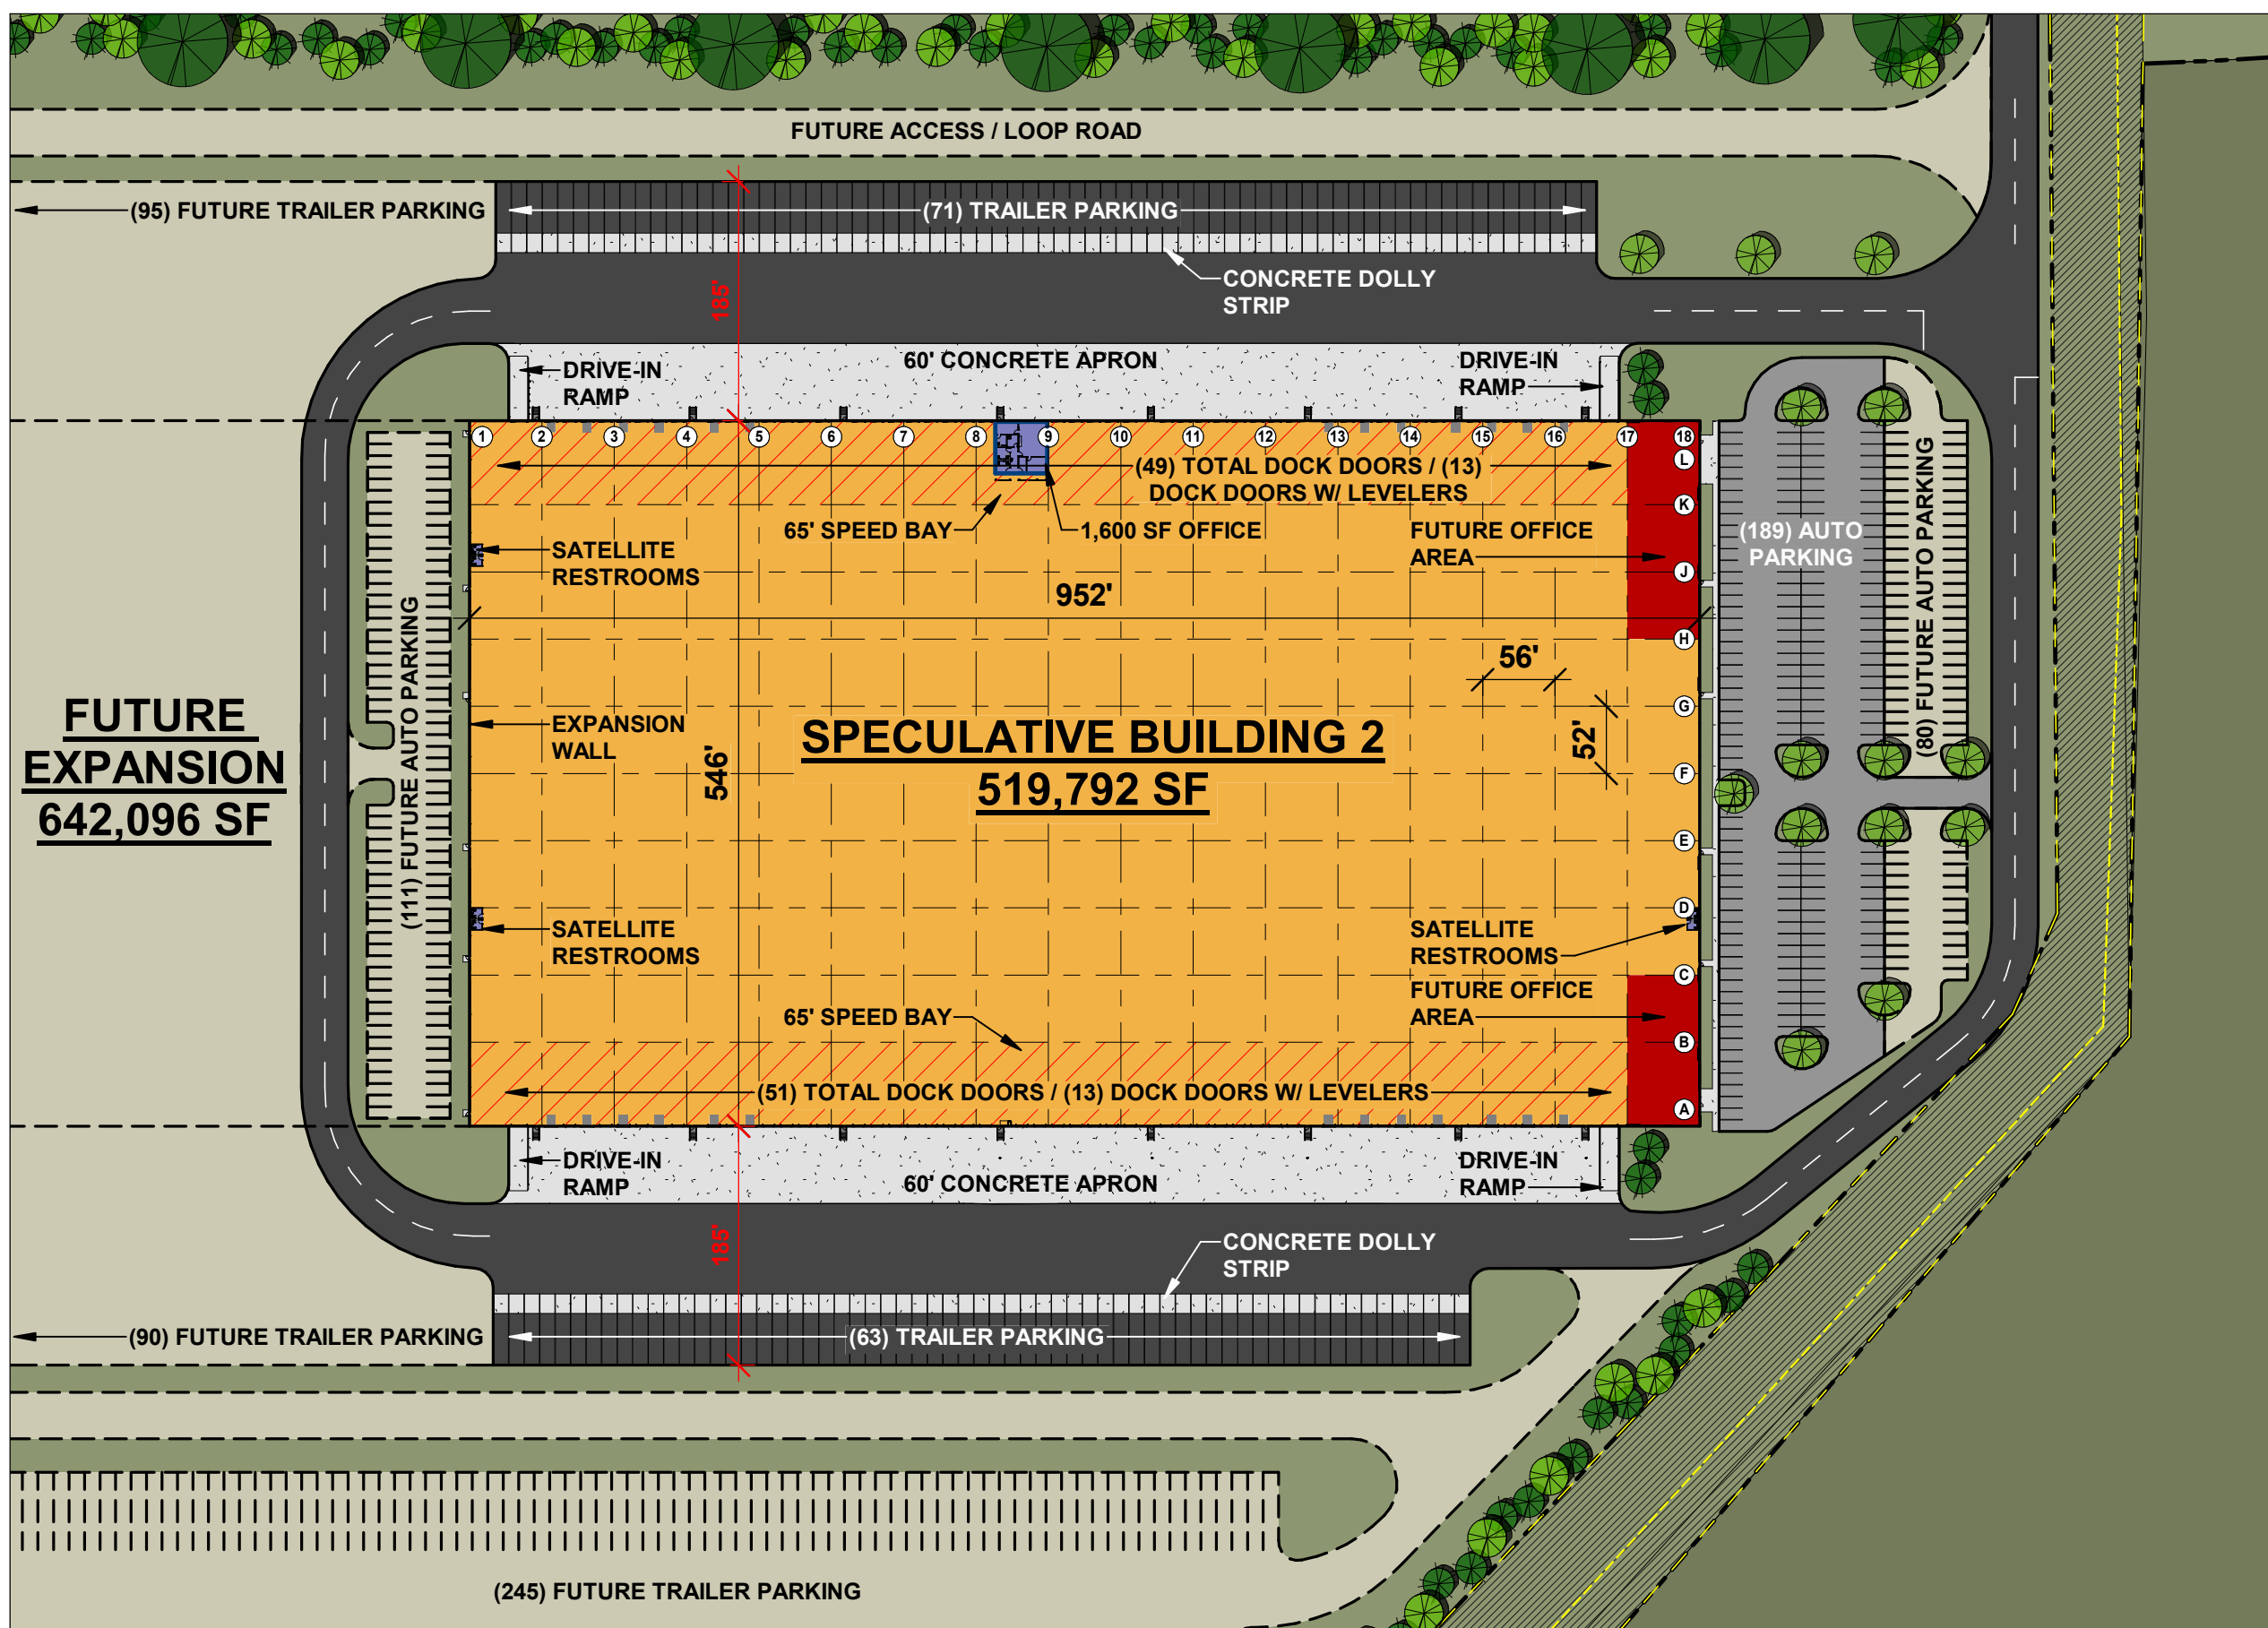 FUTURE ACCESS / LOOP ROAD
(95) FUTURE TRAILER PARKING
(71) TRAILER PARKING
185'
CONCRETE DOLLY
STRIP
60' CONCRETE APRON
DRIVE-IN
RAMP
DRIVE-IN
RAMP
1 2 3 4 5 6 7 8 9 10 11 12 13 14 15 16 17 18
L
(49) TOTAL DOCK DOORS / (13)
DOCK DOORS W/ LEVELERS
K
65' SPEED BAY
1,600 SF OFFICE
FUTURE OFFICE
AREA
(189) AUTO
PARKING
(80) FUTURE AUTO PARKING
SATELLITE
RESTROOMS
J
952'
H
56'
(111) FUTURE AUTO PARKING
G
FUTURE
EXPANSION
642,096 SF
EXPANSION
WALL
546'
SPECULATIVE BUILDING 2
519,792 SF
52'
F
E
D
SATELLITE
RESTROOMS
SATELLITE
RESTROOMS
C
FUTURE OFFICE
AREA
65' SPEED BAY
B
(51) TOTAL DOCK DOORS / (13) DOCK DOORS W/ LEVELERS
A
DRIVE-IN
RAMP
60' CONCRETE APRON
DRIVE-IN
RAMP
185'
CONCRETE DOLLY
STRIP
(90) FUTURE TRAILER PARKING
(63) TRAILER PARKING
(245) FUTURE TRAILER PARKING